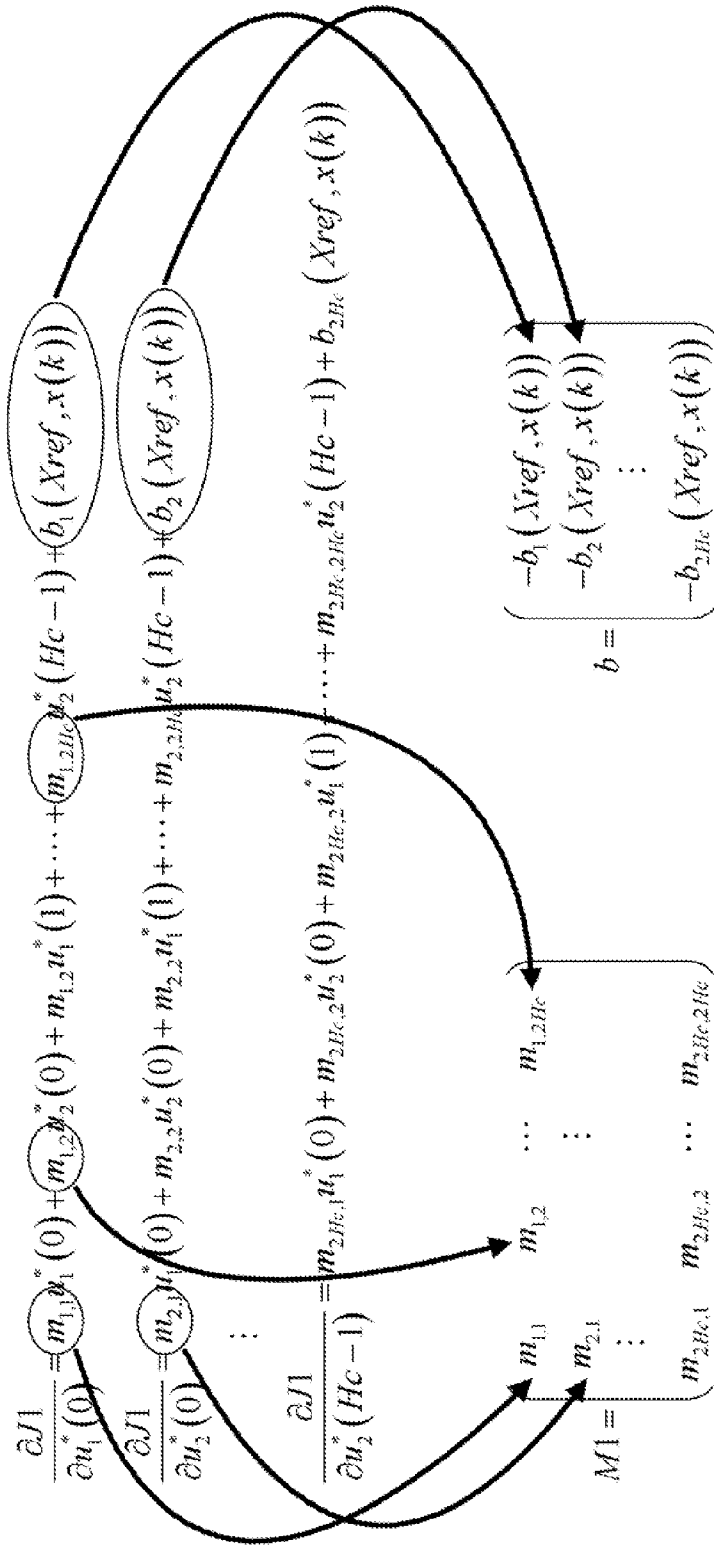 ∂J1/∂u₁*(0) = m₁,₁u₁*(0) + m₁,₂u₂*(0) + m₁,₂u₁*(1) + ⋯ + m₁,₂Hc u₂*(Hc − 1) + b₁(Xref, x(k))
∂J1/∂u₂*(0) = m₂,₁u₁*(0) + m₂,₂u₂*(0) + m₂,₂u₁*(1) + ⋯ + m₂,₂Hc u₂*(Hc − 1) + b₂(Xref, x(k))
⋮
∂J1/∂u₂*(Hc − 1) = m₂Hc,₁u₁*(0) + m₂Hc,₂u₂*(0) + m₂Hc,₂u₁*(1) + ⋯ + m₂Hc,₂Hc u₂*(Hc − 1) + b₂Hc(Xref, x(k))
M1 =
m₁,₁ m₁,₂ ⋯ m₁,₂Hc
m₂,₁ ⋮
⋮
m₂Hc,₁ m₂Hc,₂ ⋯ m₂Hc,₂Hc
b =
−b₁(Xref, x(k))
−b₂(Xref, x(k))
⋮
−b₂Hc(Xref, x(k))